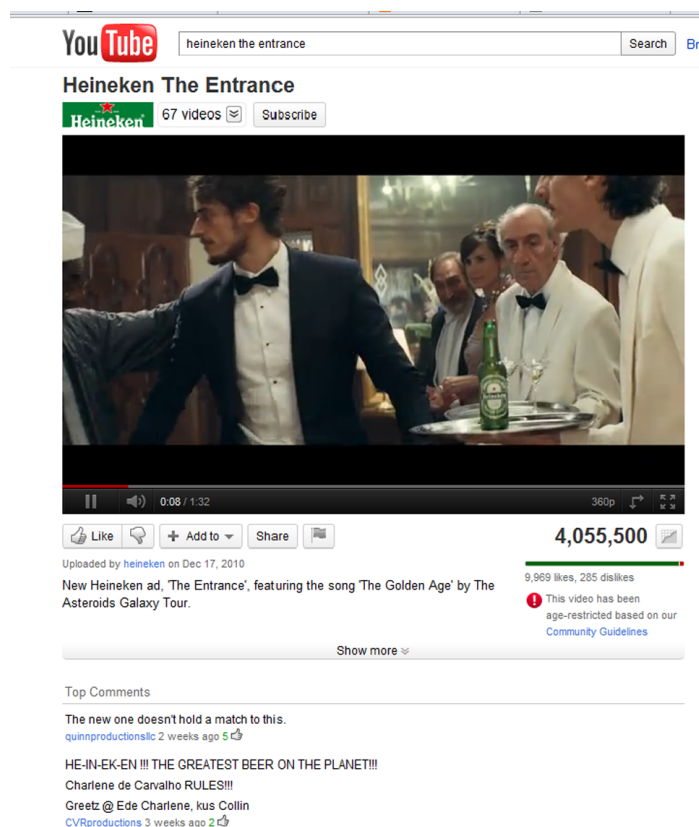 You Tube
heineken the entrance
Search
Br
Heineken The Entrance
Heineken
67 videos
Subscribe
Heineken
0:08 / 1:32
360p
Like
Add to
Share
4,055,500
Uploaded by heineken on Dec 17, 2010
New Heineken ad, 'The Entrance', featuring the song 'The Golden Age' by The
Asteroids Galaxy Tour.
9,969 likes, 285 dislikes
This video has been
age-restricted based on our
Community Guidelines
Show more
Top Comments
The new one doesn't hold a match to this.
quinnproductionsllc 2 weeks ago 5
HE-IN-EK-EN !!! THE GREATEST BEER ON THE PLANET!!!
Charlene de Carvalho RULES!!!
Greetz @ Ede Charlene, kus Collin
CVRproductions 3 weeks ago 2